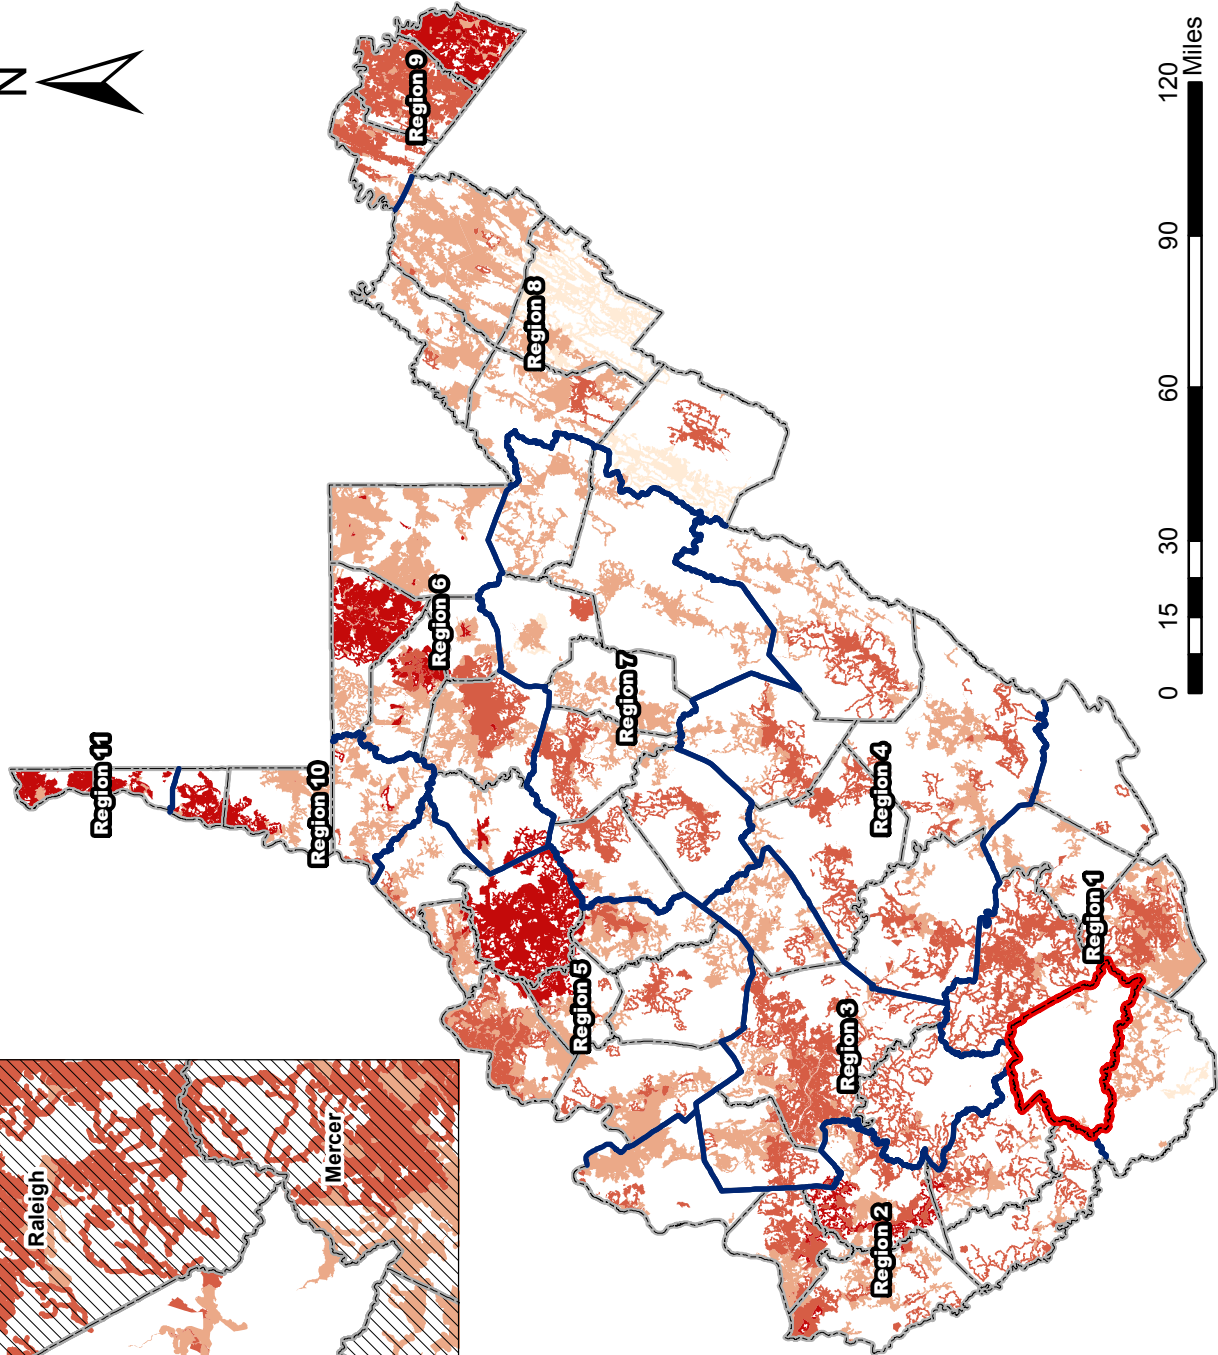 N
Region 9
Region 8
Region 6
Region 11
Region 10
Region 7
Region 4
Region 5
Region 3
Region 1
Region 2
Raleigh
Mercer
0
15
30
60
90
120
Miles